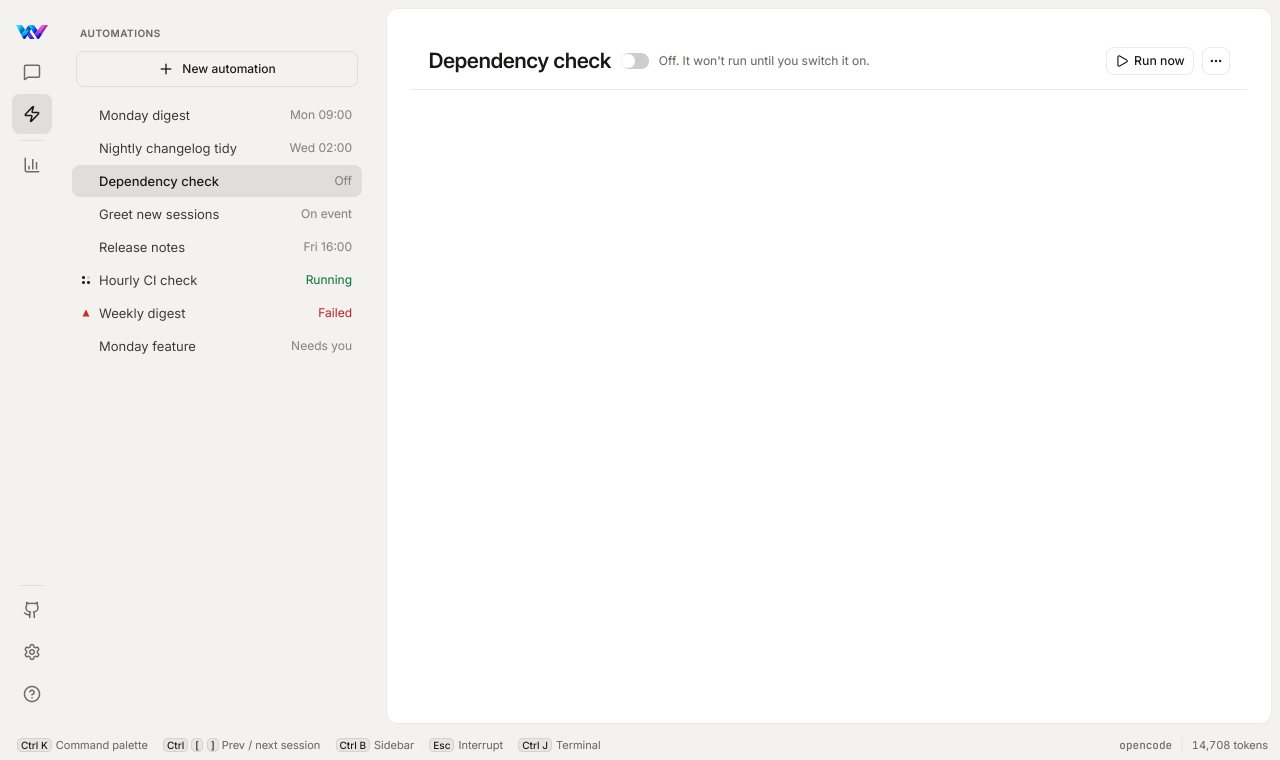 AUTOMATIONS
New automation
Monday digest Mon 09:00
Nightly changelog tidy Wed 02:00
Dependency check Off
Greet new sessions On event
Release notes Fri 16:00
Hourly CI check Running
Weekly digest Failed
Monday feature Needs you
Dependency check Off. It won't run until you switch it on. Run now
Ctrl K Command palette Ctrl [ ] Prev / next session Ctrl B Sidebar Esc Interrupt Ctrl J Terminal opencode 14,708 tokens